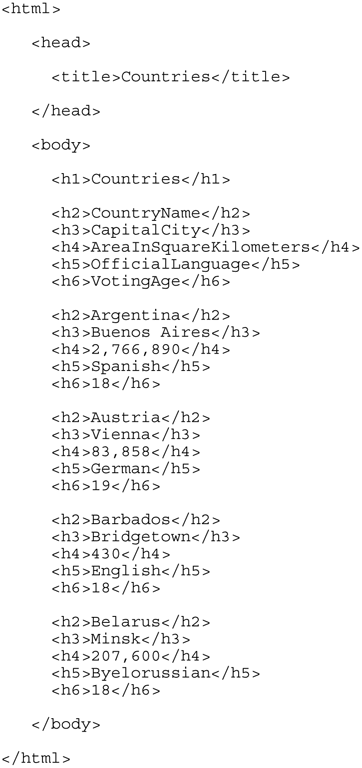 <html>
<head>
<title>Countries</title>
</head>
<body>
<h1>Countries</h1>
<h2>CountryName</h2>
<h3>CapitalCity</h3>
<h4>AreaInSquareKilometers</h4>
<h5>OfficialLanguage</h5>
<h6>VotingAge</h6>
<h2>Argentina</h2>
<h3>Buenos Aires</h3>
<h4>2,766,890</h4>
<h5>Spanish</h5>
<h6>18</h6>
<h2>Austria</h2>
<h3>Vienna</h3>
<h4>83,858</h4>
<h5>German</h5>
<h6>19</h6>
<h2>Barbados</h2>
<h3>Bridgetown</h3>
<h4>430</h4>
<h5>English</h5>
<h6>18</h6>
<h2>Belarus</h2>
<h3>Minsk</h3>
<h4>207,600</h4>
<h5>Byelorussian</h5>
<h6>18</h6>
</body>
</html>